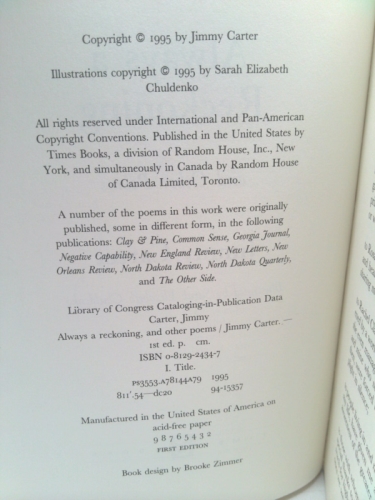 Copyright © 1995 by Jimmy Carter
Illustrations copyright © 1995 by Sarah Elizabeth
Chuldenko
All rights reserved under International and Pan-American
Copyright Conventions. Published in the United States by
Times Books, a division of Random House, Inc., New
York, and simultaneously in Canada by Random House
of Canada Limited, Toronto.
A number of the poems in this work were originally
published, some in different form, in the following
publications: Clay & Pine, Common Sense, Georgia Journal,
Negative Capability, New England Review, New Letters, New
Orleans Review, North Dakota Review, North Dakota Quarterly,
and The Other Side.
Library of Congress Cataloging-in-Publication Data
Carter, Jimmy
Always a reckoning, and other poems / Jimmy Carter. —
1st ed. p. cm.
ISBN 0-8129-2434-7
I. Title.
PS3553.A78144A79 1995
811'.54—dc20 94-15357
Manufactured in the United States of America on
acid-free paper
9 8 7 6 5 4 3 2
FIRST EDITION
Book design by Brooke Zimmer